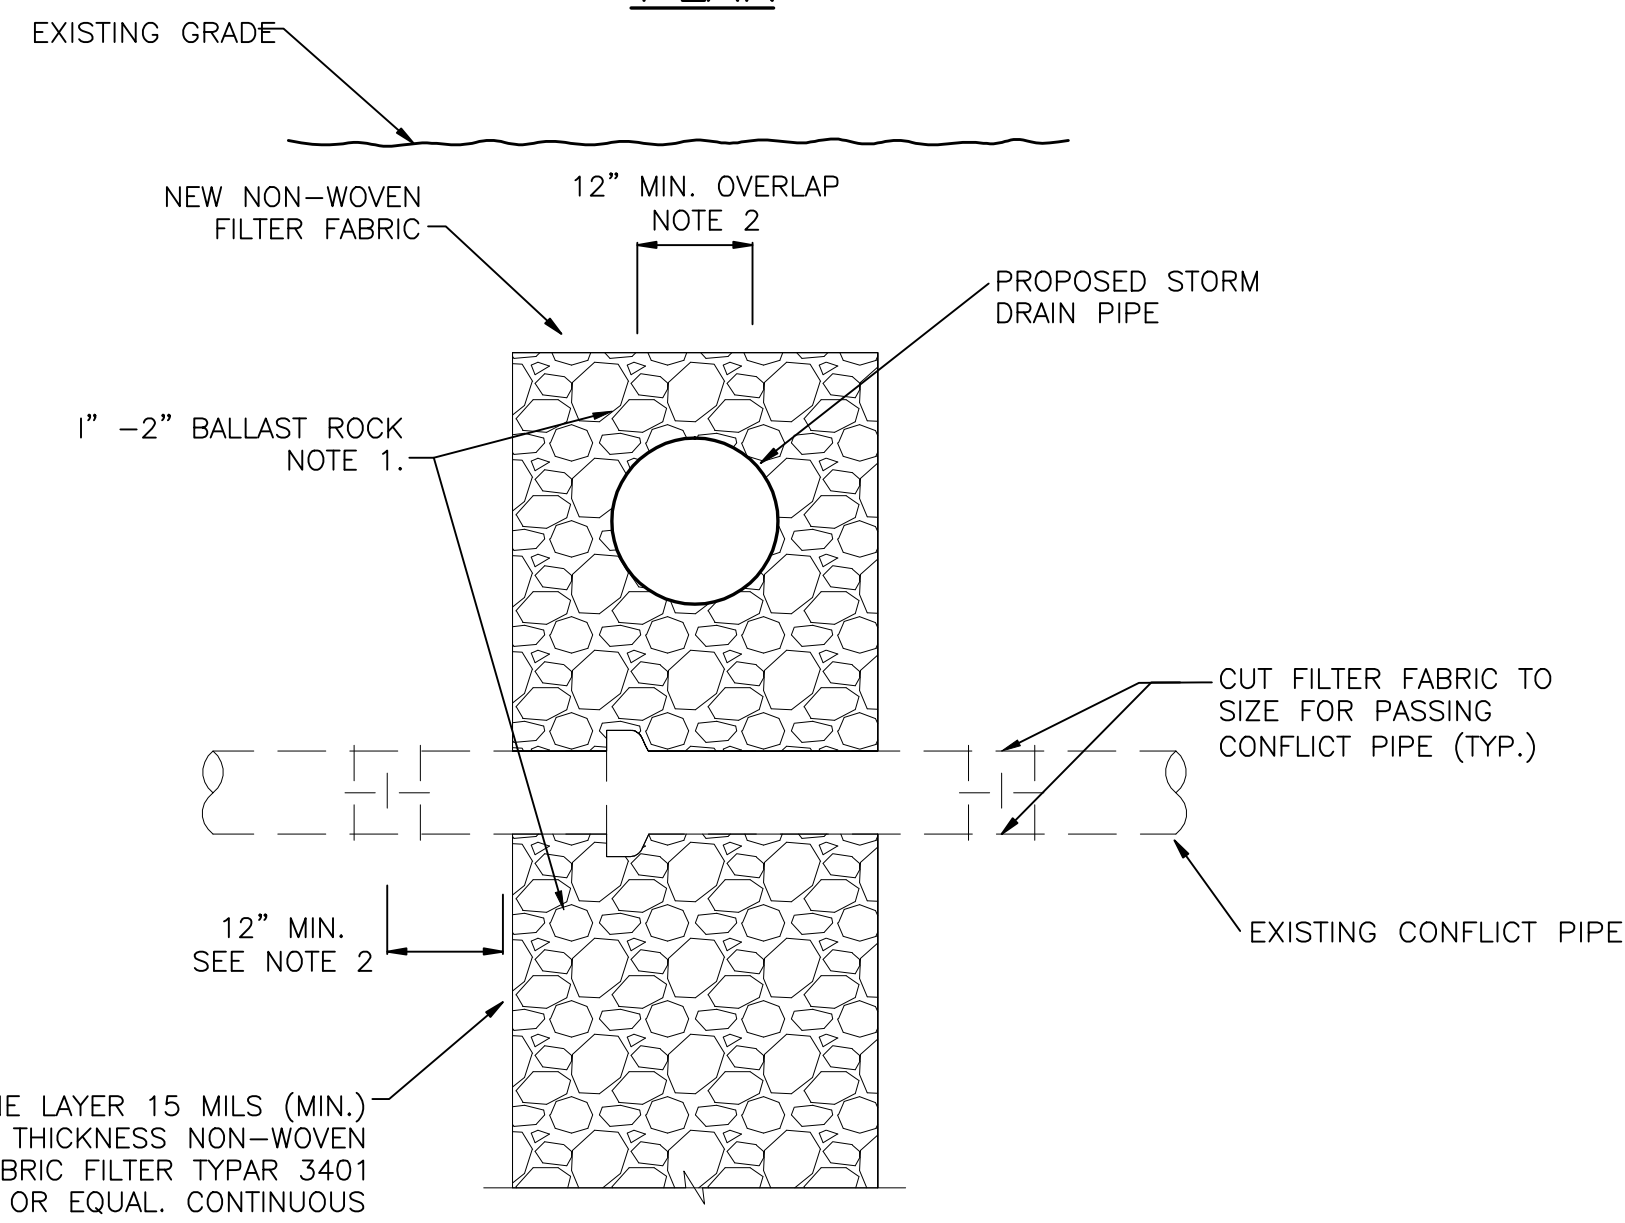 EXISTING GRADE
NEW NON-WOVEN
FILTER FABRIC
12" MIN. OVERLAP
NOTE 2
PROPOSED STORM
DRAIN PIPE
1" -2" BALLAST ROCK
NOTE 1.
CUT FILTER FABRIC TO
SIZE FOR PASSING
CONFLICT PIPE (TYP.)
12" MIN.
SEE NOTE 2
EXISTING CONFLICT PIPE
LAYER 15 MILS (MIN.)
THICKNESS NON-WOVEN
FILTER TYPAR 3401
OR EQUAL. CONTINUOUS